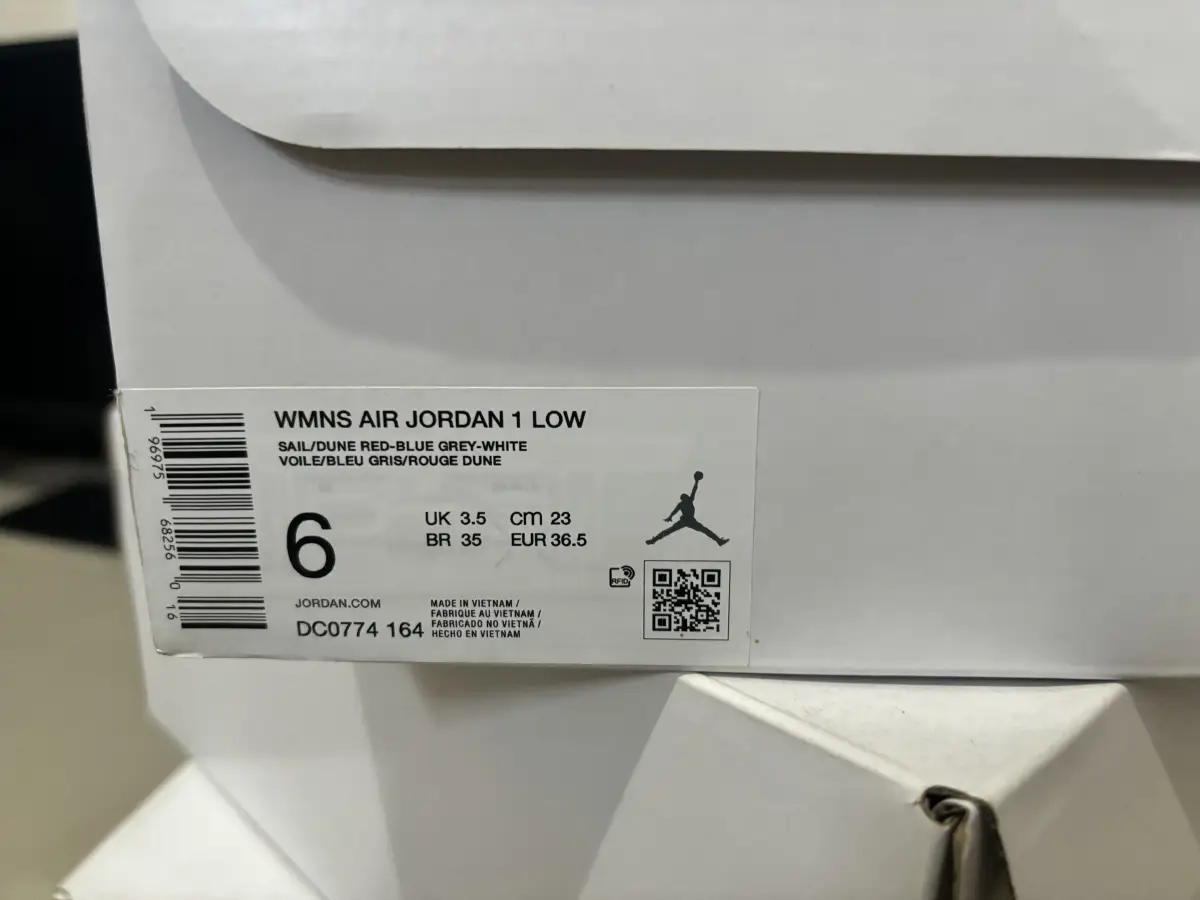 WMNS AIR JORDAN 1 LOW
SAIL/DUNE RED-BLUE GREY-WHITE
VOILE/BLEU GRIS/ROUGE DUNE
6
UK 3.5 cm 23
BR 35 EUR 36.5
RFID
JORDAN.COM
DC0774 164
MADE IN VIETNAM /
FABRIQUE AU VIETNAM /
FABRICADO NO VIETNÃ /
HECHO EN VIETNAM
1 96975 68256 0 16